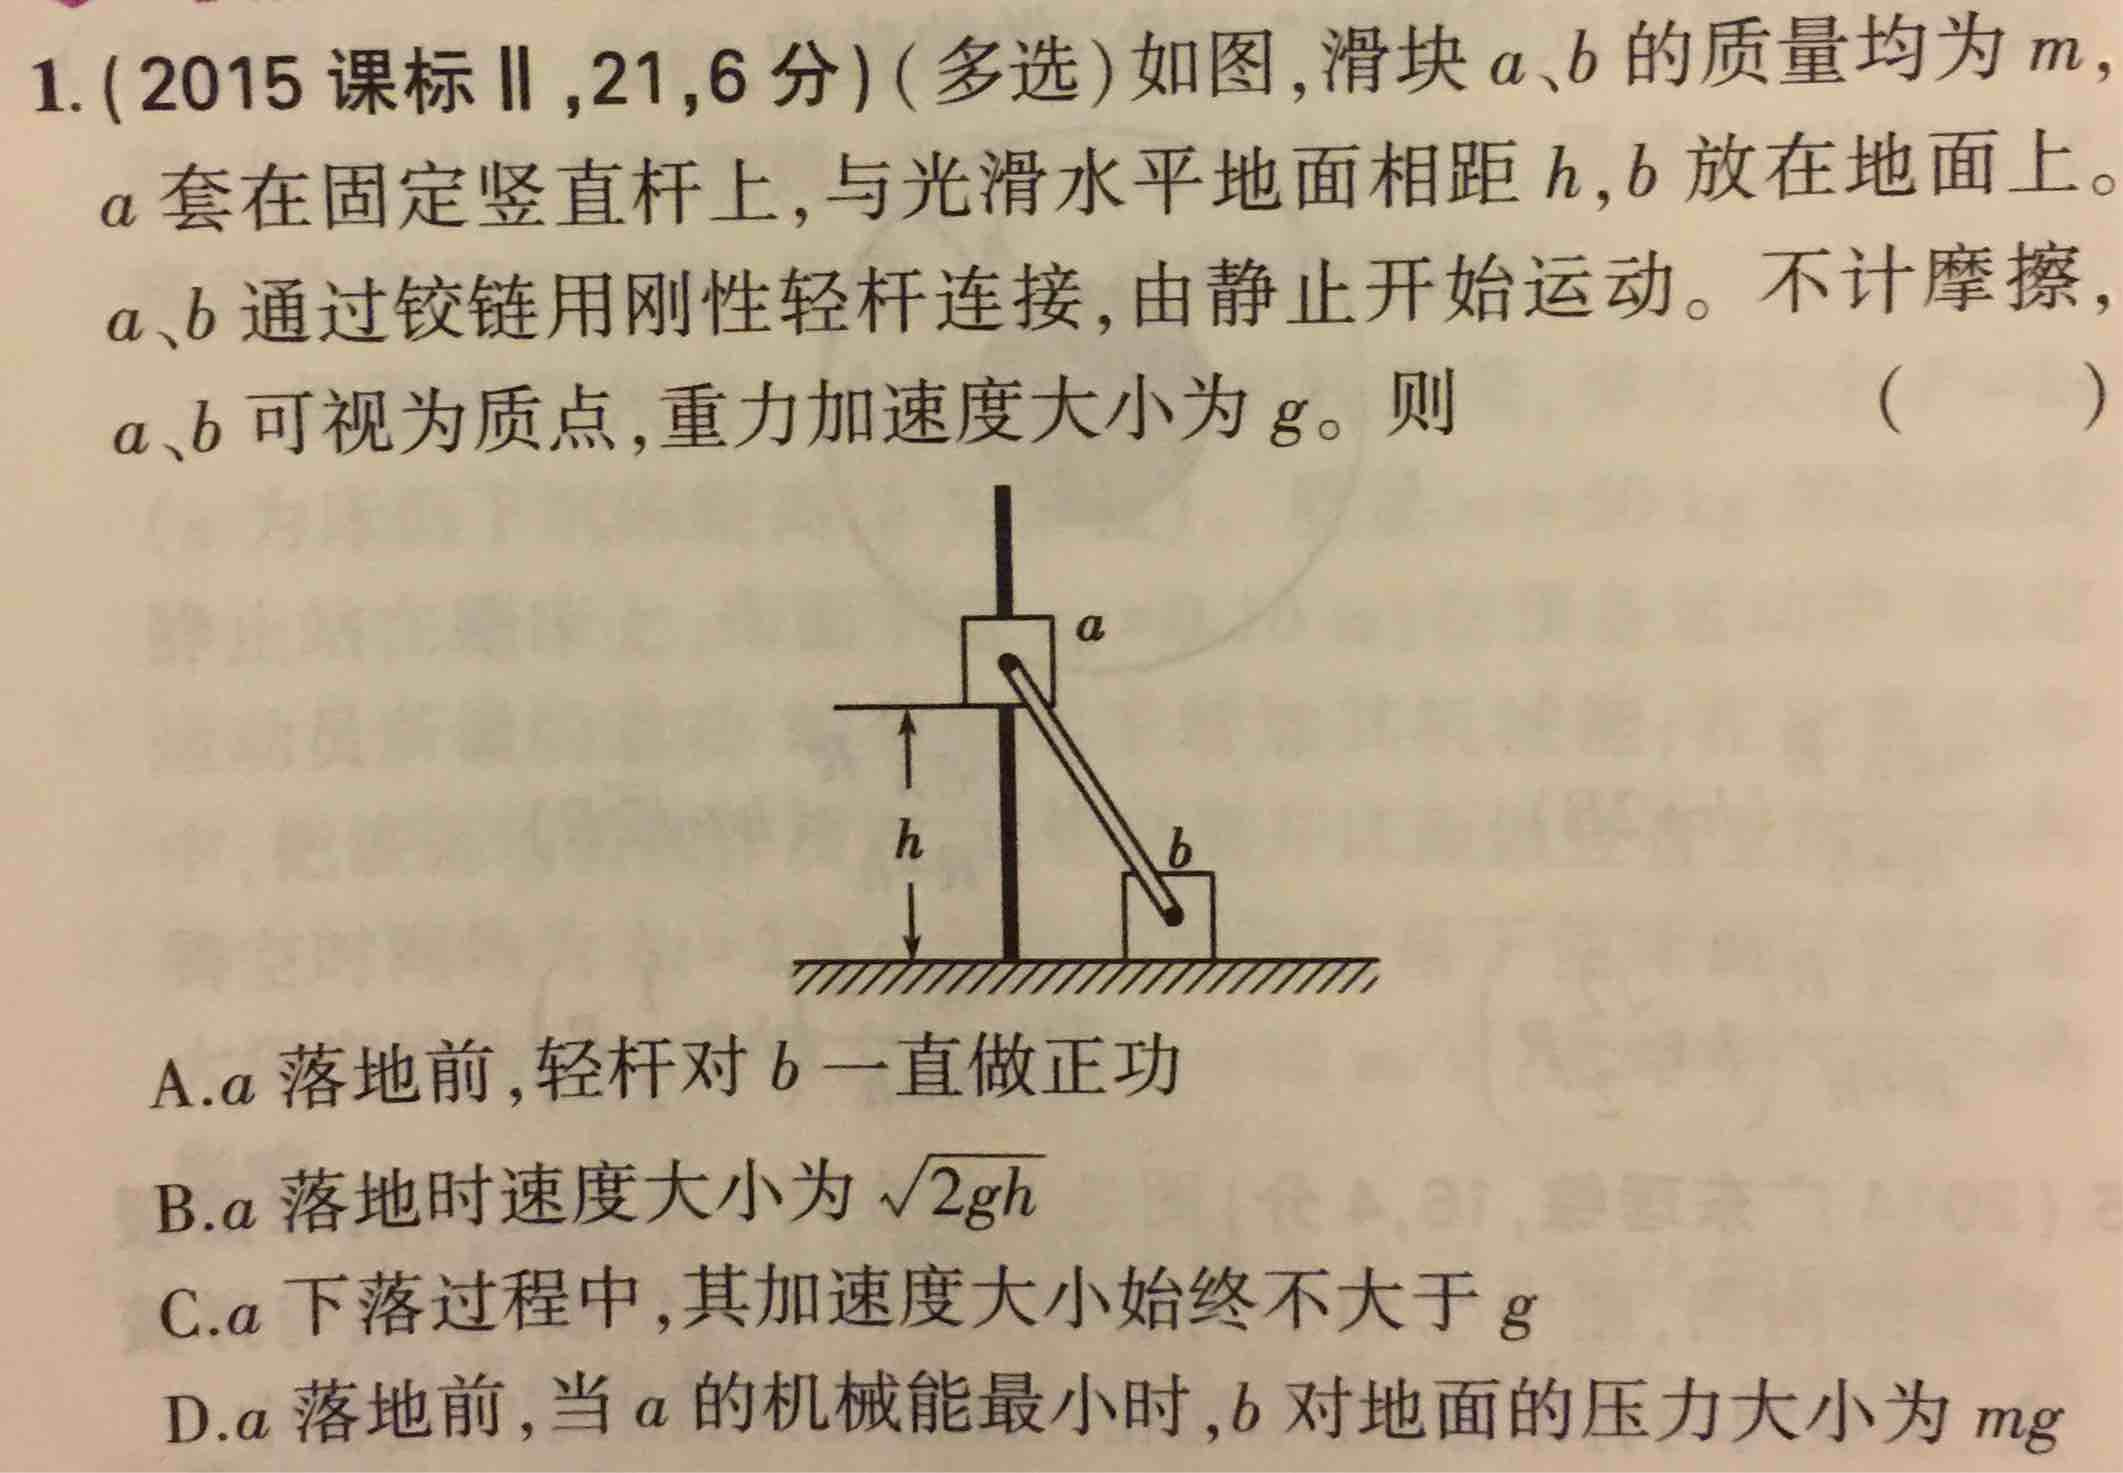 1.(2015 课标Ⅱ,21,6 分)(多选)如图,滑块 a、b 的质量均为 m,
a 套在固定竖直杆上,与光滑水平地面相距 h,b 放在地面上。
a、b 通过铰链用刚性轻杆连接,由静止开始运动。不计摩擦,
a、b 可视为质点,重力加速度大小为 g。则 (  )
a
h
b
A.a 落地前,轻杆对 b 一直做正功
B.a 落地时速度大小为 √2gh
C.a 下落过程中,其加速度大小始终不大于 g
D.a 落地前,当 a 的机械能最小时,b 对地面的压力大小为 mg